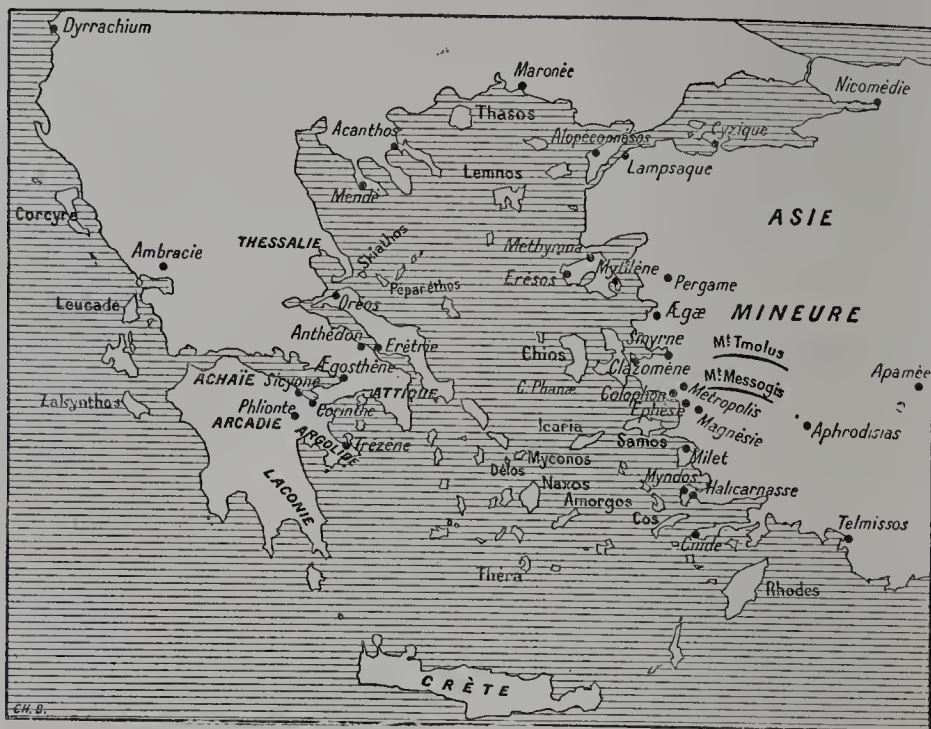 Dyrrachium
Maronée
Nicomédie
Thasos
Acanthos
Alopéconnésos
Cyzique
Lampsaque
Lemnos
Mendé
Corcyre
ASIE
THESSALIE
Skiathos
Méthymna
Ambracie
Mytilène
Erésos
Pergame
Péparéthos
Leucade
Oréos
MINEURE
Ægæ
Anthédon
Erétrie
Smyrne
Mt Tmolus
Chios
Ægosthène
Clazomène
Mt Messogis
ACHAÏE
Sicyone
ATTIQUE
C. Phanæ
Colophon
Métropolis
Apamée
Zakynthos
Corinthe
Ephèse
Phlionte
Magnésie
ARCADIE
Icaria
Aphrodisias
ARGOLIDE
Trézène
Samos
Milet
Myconos
Délos
Myndos
Naxos
Halicarnasse
LACONIE
Amorgos
Cos
Telmissos
Cnide
Théra
Rhodes
CRÈTE
CH. B.